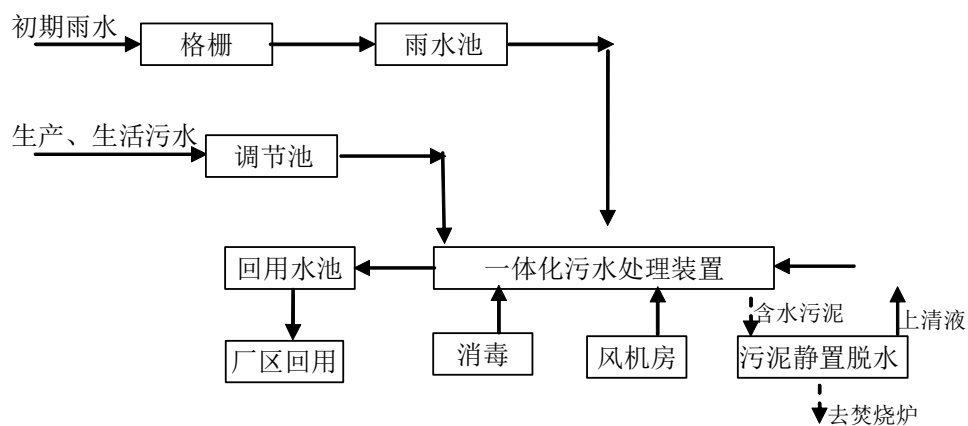 初期雨水
格栅
雨水池
生产、生活污水
调节池
回用水池
一体化污水处理装置
含水污泥
上清液
厂区回用
消毒
风机房
污泥静置脱水
去焚烧炉